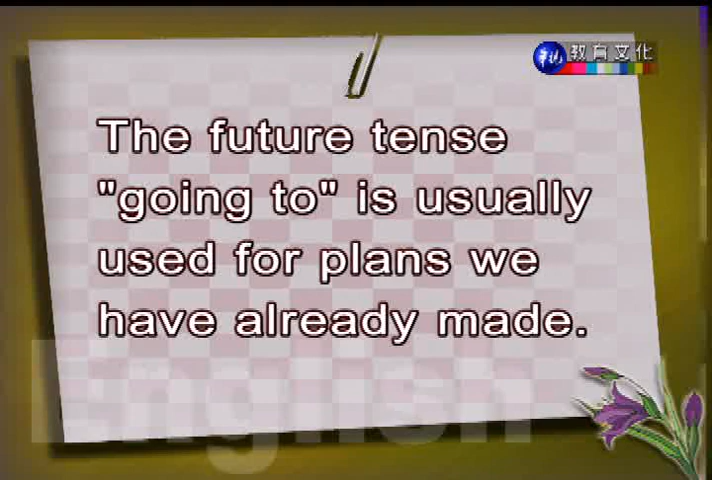 教育文化
The future tense
"going to" is usually
used for plans we
have already made.
English